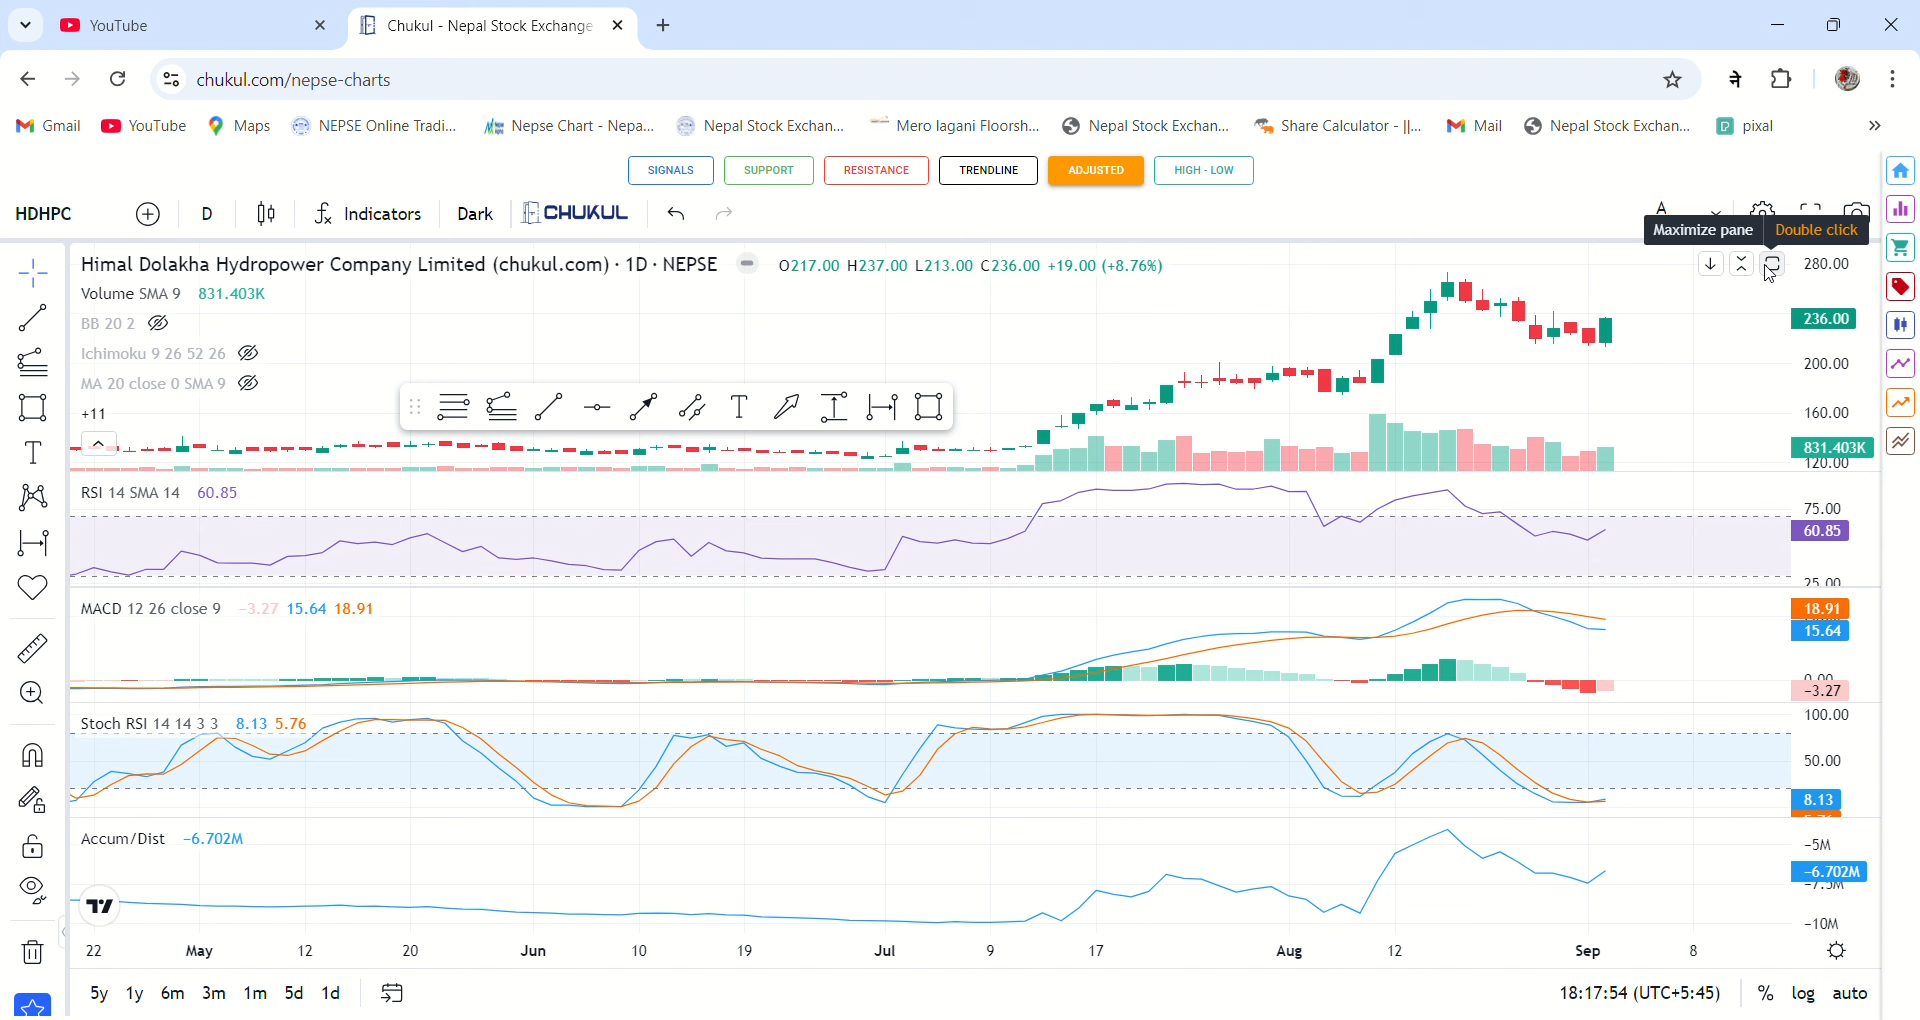 YouTube
Chukul - Nepal Stock Exchange
chukul.com/nepse-charts
ने
Gmail YouTube Maps NEPSE Online Tradi... Nepse Chart - Nepa... Nepal Stock Exchan... Mero lagani Floorsh... Nepal Stock Exchan... Share Calculator - ||... Mail Nepal Stock Exchan... pixal
SIGNALS SUPPORT RESISTANCE TRENDLINE ADJUSTED HIGH - LOW
HDHPC D Indicators Dark CHUKUL
Maximize pane Double click
Himal Dolakha Hydropower Company Limited (chukul.com) · 1D · NEPSE O217.00 H237.00 L213.00 C236.00 +19.00 (+8.76%)
280.00
Volume SMA 9 831.403K
236.00
BB 20 2
Ichimoku 9 26 52 26
200.00
MA 20 close 0 SMA 9
+11
160.00
831.403K
120.00
RSI 14 SMA 14 60.85
75.00
60.85
25.00
MACD 12 26 close 9 -3.27 15.64 18.91
18.91
15.64
0.00
-3.27
Stoch RSI 14 14 3 3 8.13 5.76
100.00
50.00
8.13
5.76
Accum/Dist -6.702M
-5M
-6.702M
-7.5M
-10M
22 May 12 20 Jun 10 19 Jul 9 17 Aug 12 Sep 8
5y 1y 6m 3m 1m 5d 1d
18:17:54 (UTC+5:45) % log auto